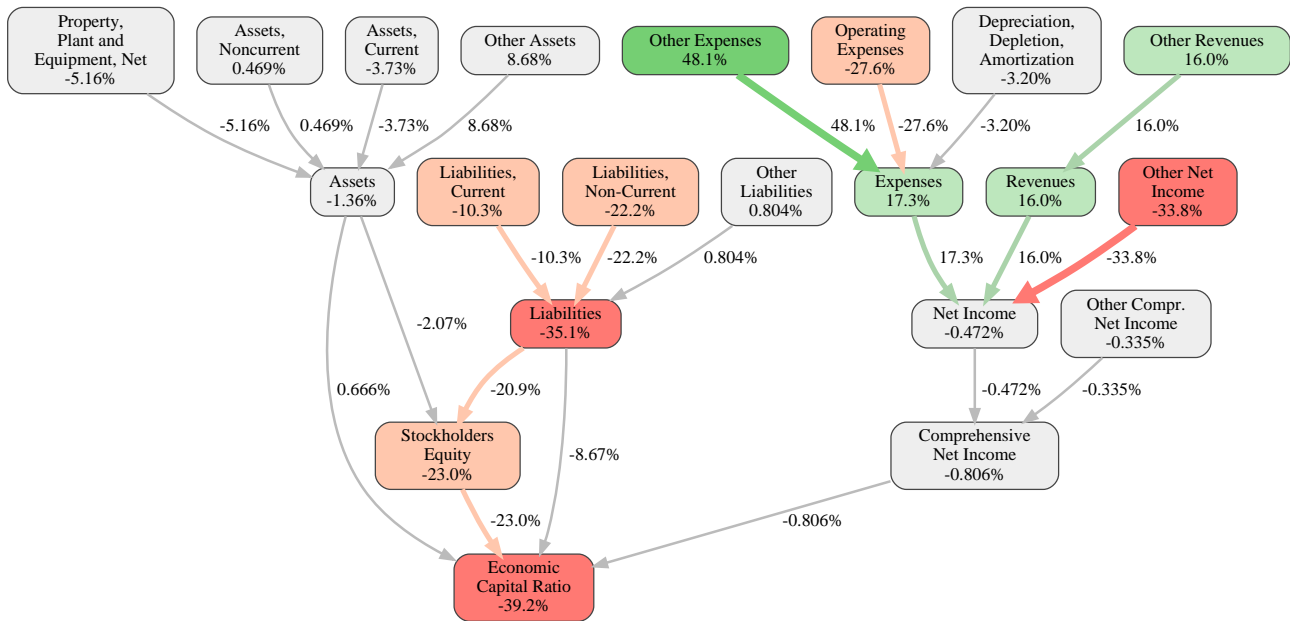 Property,
Plant and
Equipment, Net
-5.16%
Assets,
Noncurrent
0.469%
Assets,
Current
-3.73%
Other Assets
8.68%
Other Expenses
48.1%
Operating
Expenses
-27.6%
Depreciation,
Depletion,
Amortization
-3.20%
Other Revenues
16.0%
-5.16%
0.469%
-3.73%
8.68%
48.1%
-27.6%
-3.20%
16.0%
Assets
-1.36%
Liabilities,
Current
-10.3%
Liabilities,
Non-Current
-22.2%
Other
Liabilities
0.804%
Expenses
17.3%
Revenues
16.0%
Other Net
Income
-33.8%
-10.3%
-22.2%
0.804%
17.3%
16.0%
-33.8%
-2.07%
Liabilities
-35.1%
Net Income
-0.472%
Other Compr.
Net Income
-0.335%
0.666%
-20.9%
-0.472%
-0.335%
Stockholders
Equity
-23.0%
-8.67%
Comprehensive
Net Income
-0.806%
-23.0%
-0.806%
Economic
Capital Ratio
-39.2%